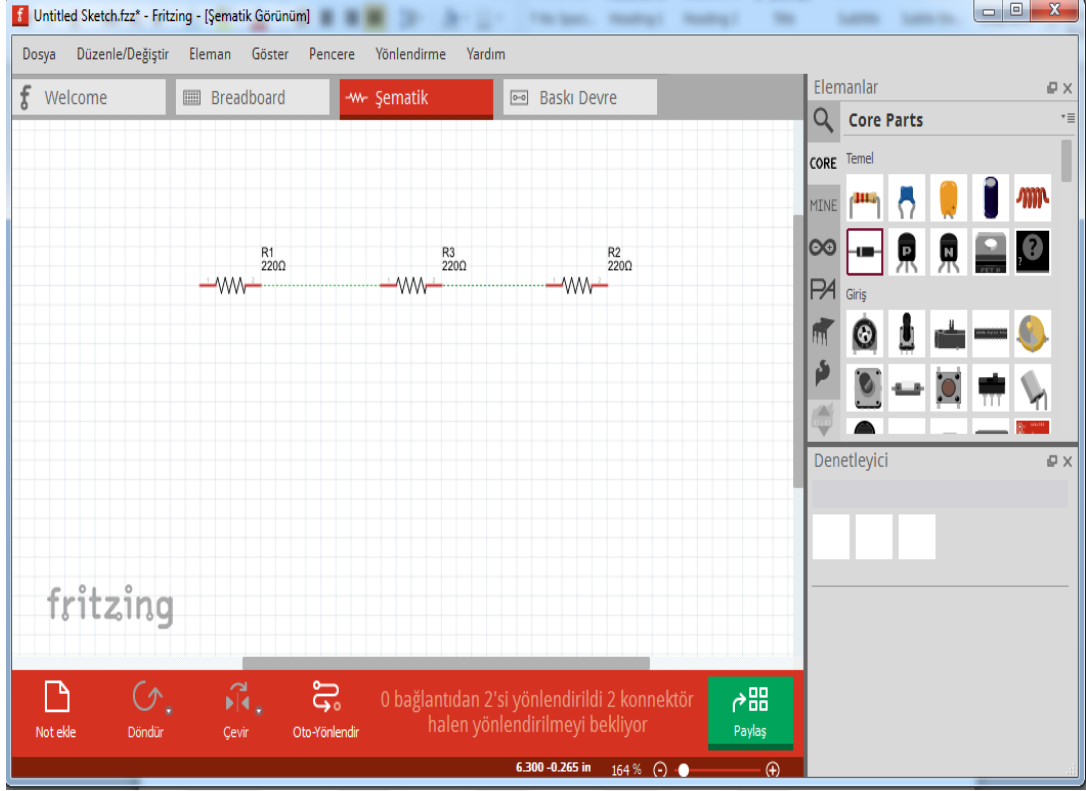 Untitled Sketch.fzz* - Fritzing - [Şematik Görünüm]
Dosya Düzenle/Değiştir Eleman Göster Pencere Yönlendirme Yardım
Welcome Breadboard Şematik Baskı Devre
R1
220Ω
R3
220Ω
R2
220Ω
fritzing
Elemanlar
Core Parts
CORE
MINE
PA
Temel
P
N
FET P
?
?
Giriş
Denetleyici
Not ekle
Döndür
Çevir
Oto-Yönlendir
0 bağlantıdan 2'si yönlendirildi 2 konnektör
halen yönlendirilmeyi bekliyor
Paylaş
6.300 -0.265 in 164 %